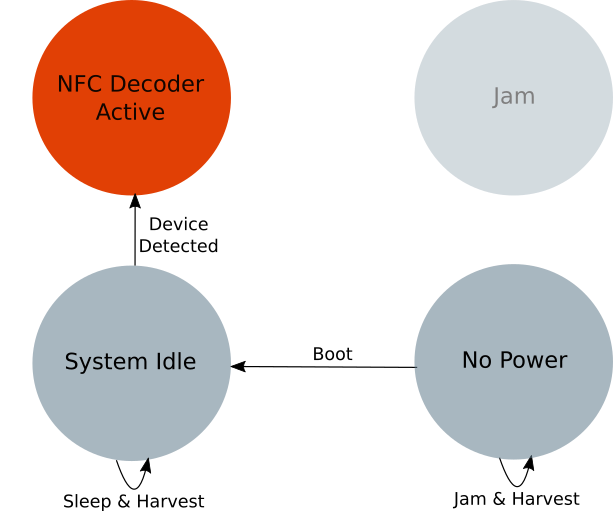 NFC Decoder
Active
Jam
Device
Detected
System Idle
Boot
No Power
Sleep & Harvest
Jam & Harvest